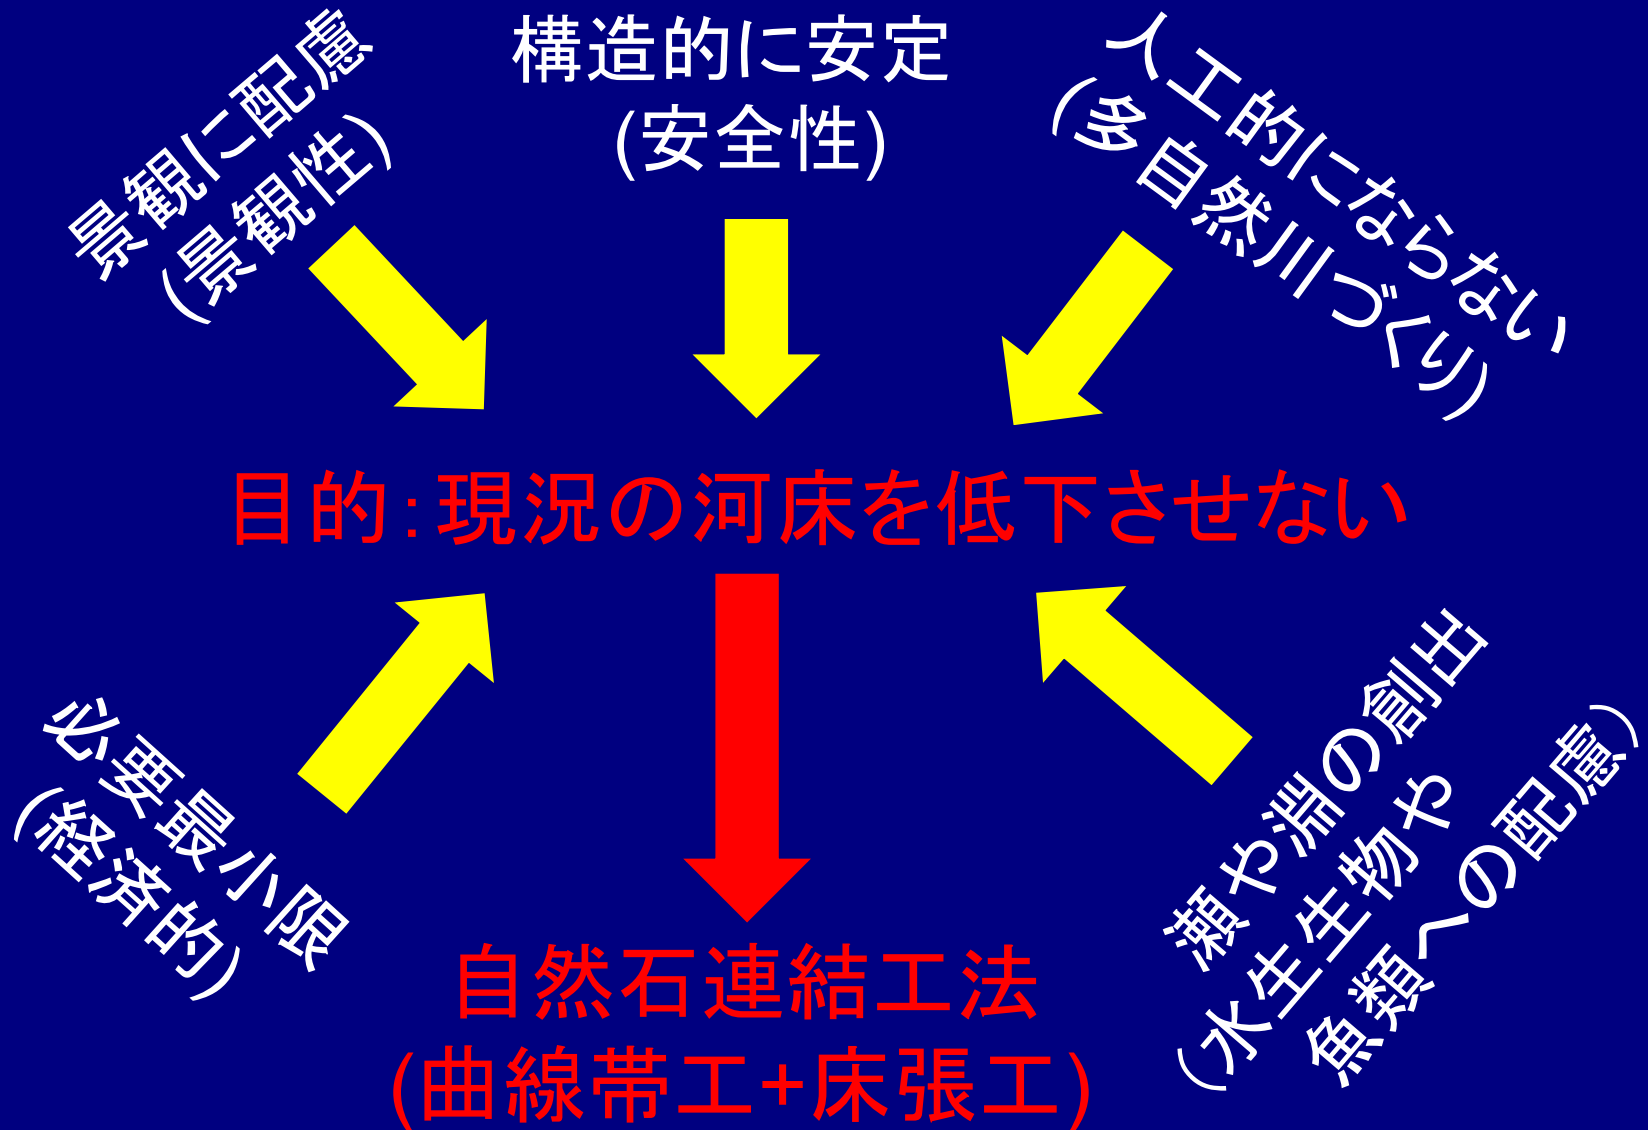 景観に配慮
(景観性)
構造的に安定
(安全性)
人工的にならない
(多自然川づくり)
目的:現況の河床を低下させない
必要最小限
(経済的)
瀬や淵の創出
(水生生物や
魚類への配慮)
自然石連結工法
(曲線帯工+床張工)